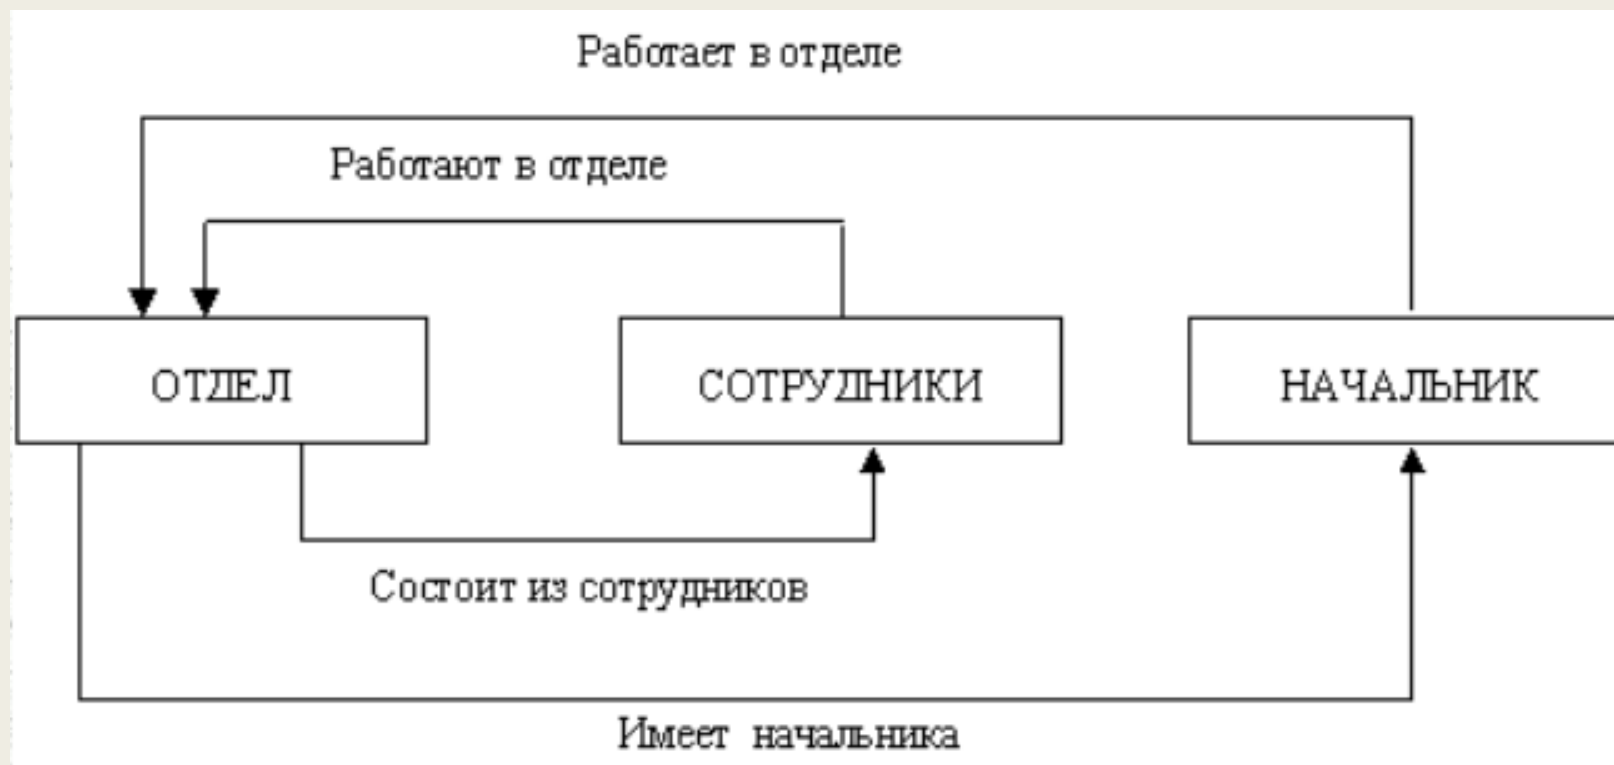 Работает в отделе
Работают в отделе
ОТДЕЛ
СОТРУДНИКИ
НАЧАЛЬНИК
Состоит из сотрудников
Имеет начальника